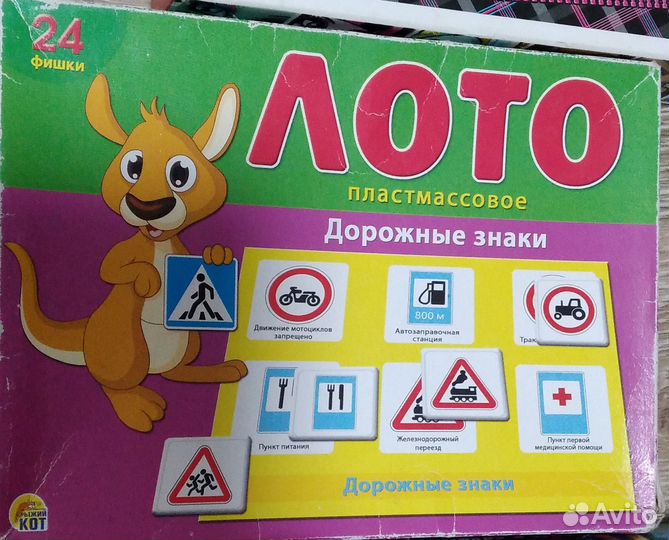 24
фишки
ЛОТО
пластмассовое
Дорожные знаки
Движение мотоциклов
запрещено
800 м
Автозаправочная
станция
Пункт питания
Железнодорожный
переезд
Пункт первой
медицинской помощи
Дорожные знаки
РЫЖИЙ
КОТ
Avito